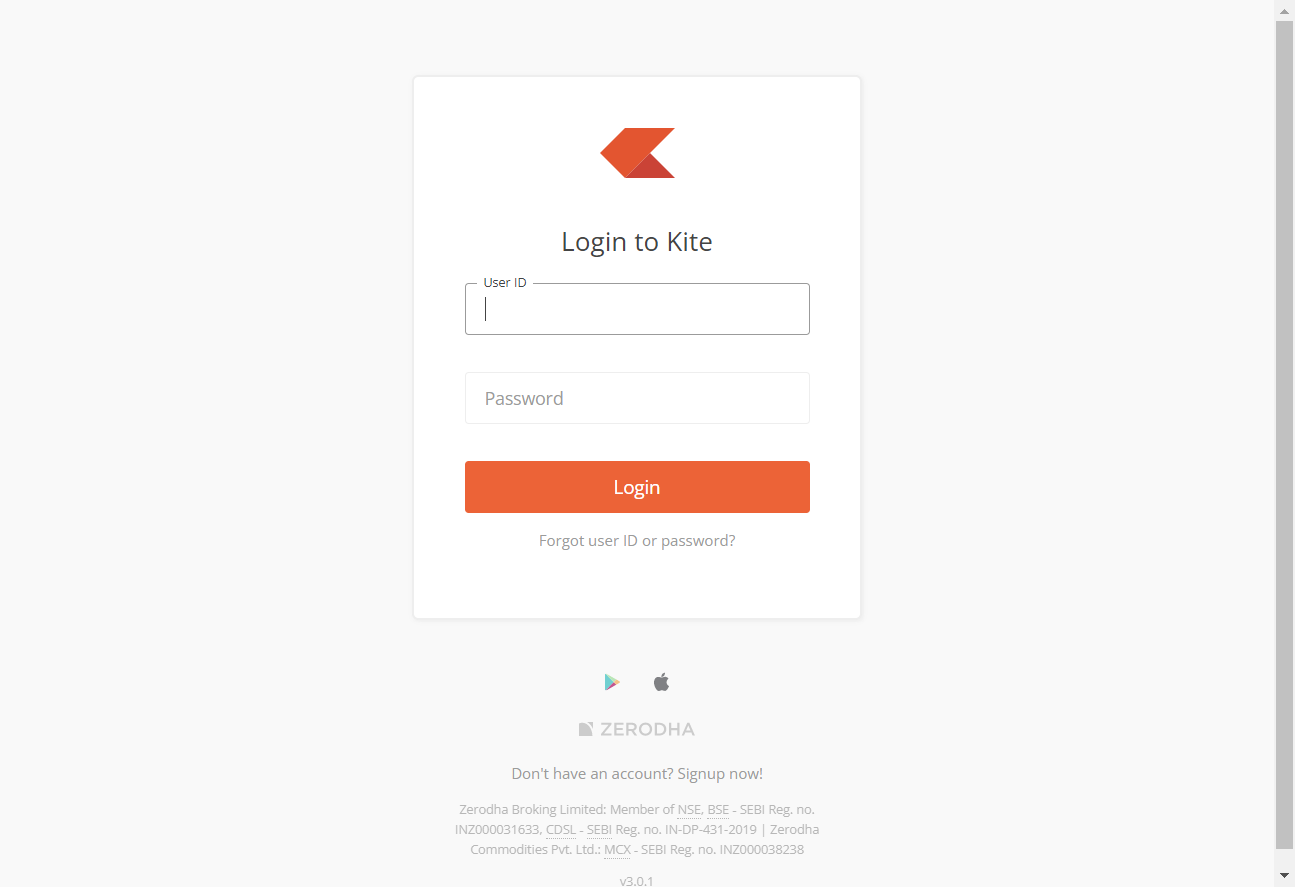 Login to Kite
User ID
Password
Login
Forgot user ID or password?
ZERODHA
Don't have an account? Signup now!
Zerodha Broking Limited: Member of NSE, BSE - SEBI Reg. no.
INZ000031633, CDSL - SEBI Reg. no. IN-DP-431-2019 | Zerodha
Commodities Pvt. Ltd.: MCX - SEBI Reg. no. INZ000038238
v3.0.1